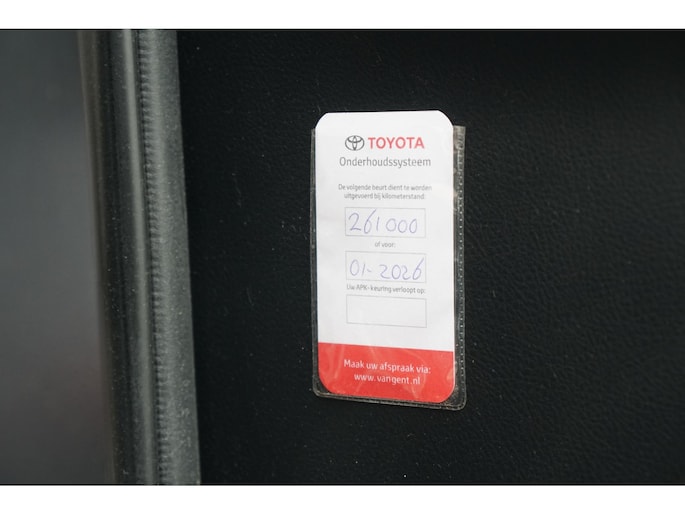 TOYOTA
Onderhoudssysteem
De volgende beurt dient te worden
uitgevoerd bij kilometerstand:
261000
of voor:
01-2026
Uw APK-keuring verloopt op:
Maak uw afspraak via:
www.vangent.nl